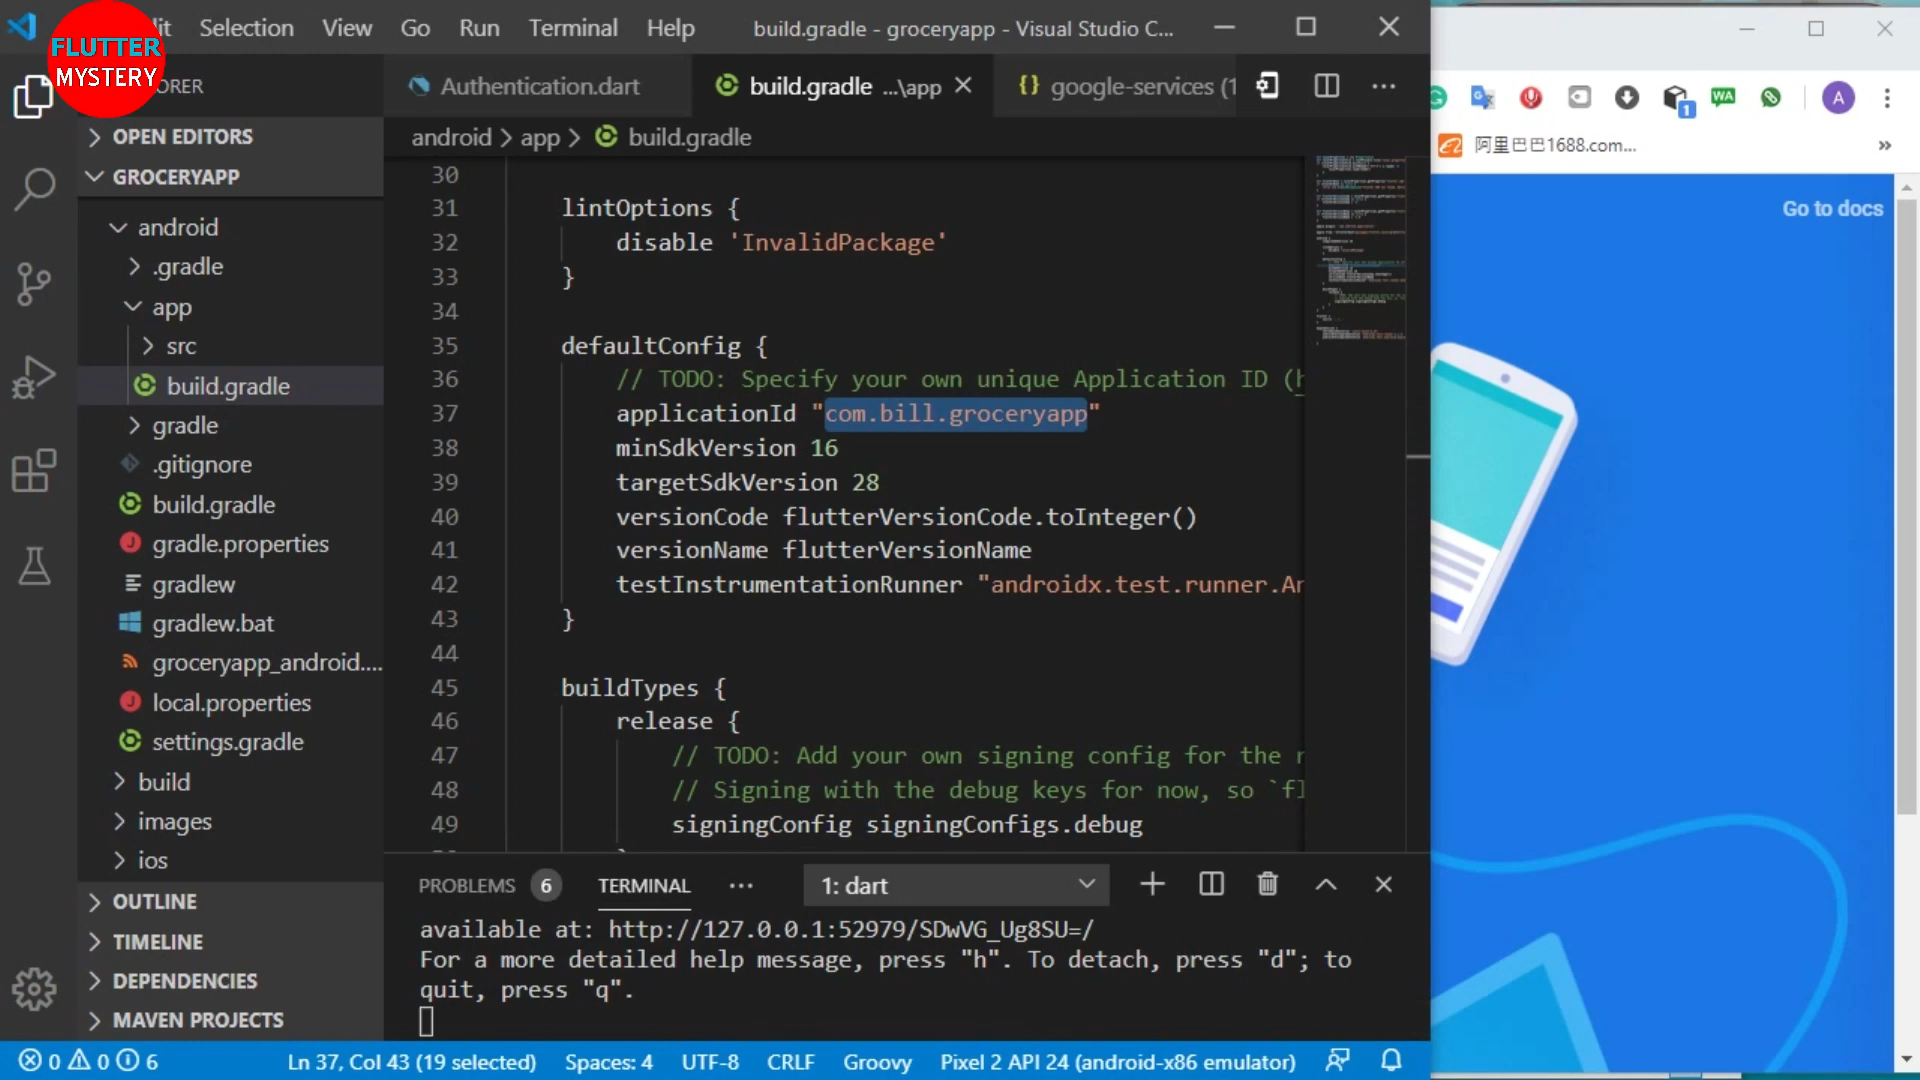 FLUTTER
MYSTERY
Selection View Go Run Terminal Help
build.gradle - groceryapp - Visual Studio C...
Authentication.dart
build.gradle ...\app
{} google-services (1
OPEN EDITORS
GROCERYAPP
android
.gradle
app
src
build.gradle
gradle
.gitignore
build.gradle
gradle.properties
gradlew
gradlew.bat
groceryapp_android....
local.properties
settings.gradle
build
images
ios
OUTLINE
TIMELINE
DEPENDENCIES
MAVEN PROJECTS
android > app > build.gradle
30
31 lintOptions {
32 disable 'InvalidPackage'
33 }
34
35 defaultConfig {
36 // TODO: Specify your own unique Application ID (h
37 applicationId "com.bill.groceryapp"
38 minSdkVersion 16
39 targetSdkVersion 28
40 versionCode flutterVersionCode.toInteger()
41 versionName flutterVersionName
42 testInstrumentationRunner "androidx.test.runner.An
43 }
44
45 buildTypes {
46 release {
47 // TODO: Add your own signing config for the r
48 // Signing with the debug keys for now, so `fl
49 signingConfig signingConfigs.debug
PROBLEMS 6 TERMINAL ... 1: dart
available at: http://127.0.0.1:52979/SDwVG_Ug8SU=/
For a more detailed help message, press "h". To detach, press "d"; to
quit, press "q".
0 0 6 Ln 37, Col 43 (19 selected) Spaces: 4 UTF-8 CRLF Groovy Pixel 2 API 24 (android-x86 emulator)
1 WA A
阿里巴巴1688.com... »
Go to docs